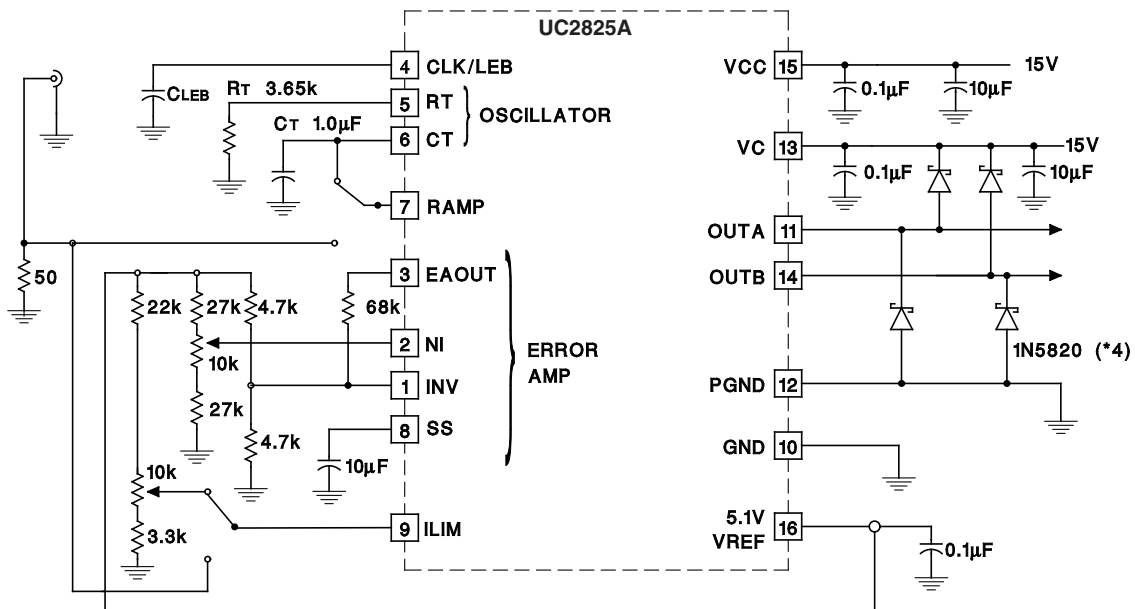 UC2825A
4 CLK/LEB
CLEB
RT 3.65k
5 RT
OSCILLATOR
CT 1.0µF
6 CT
7 RAMP
50
3 EAOUT
22k
27k
4.7k
68k
2 NI
10k
ERROR
AMP
1 INV
27k
8 SS
4.7k
10µF
10k
9 ILIM
3.3k
VCC 15
15V
0.1µF
10µF
VC 13
15V
0.1µF
10µF
OUTA 11
OUTB 14
1N5820 (*4)
PGND 12
GND 10
5.1V
VREF 16
0.1µF